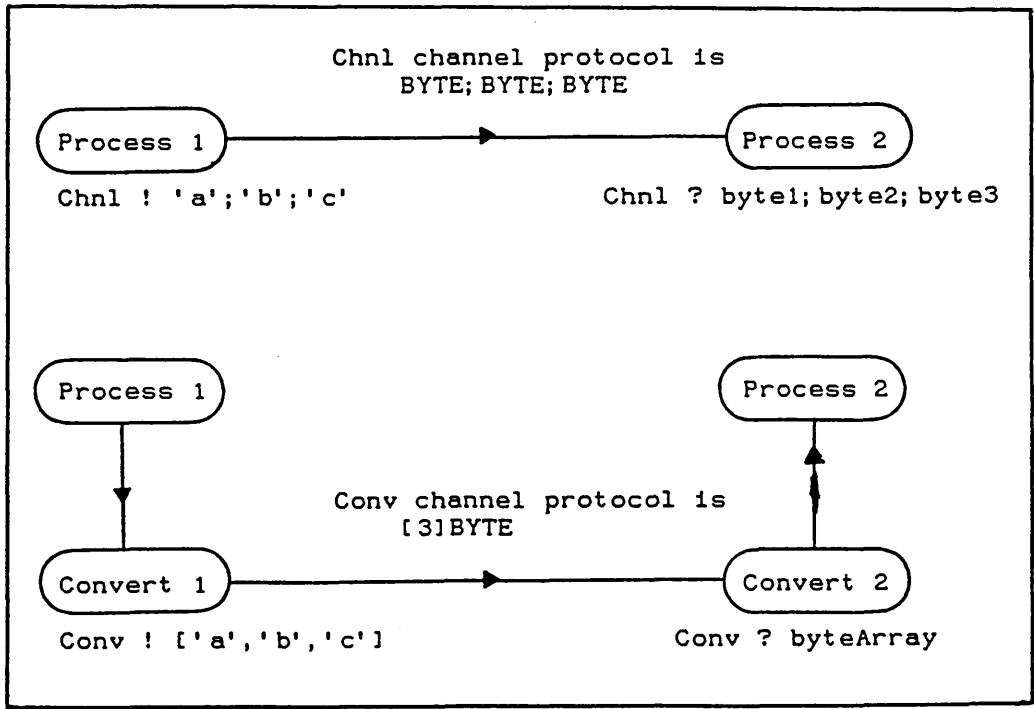 Chnl channel protocol is
BYTE; BYTE; BYTE
Process 1
Process 2
Chnl ! 'a';'b';'c'
Chnl ? byte1; byte2; byte3
Process 1
Process 2
Conv channel protocol is
[3]BYTE
Convert 1
Convert 2
Conv ! ['a','b','c']
Conv ? byteArray